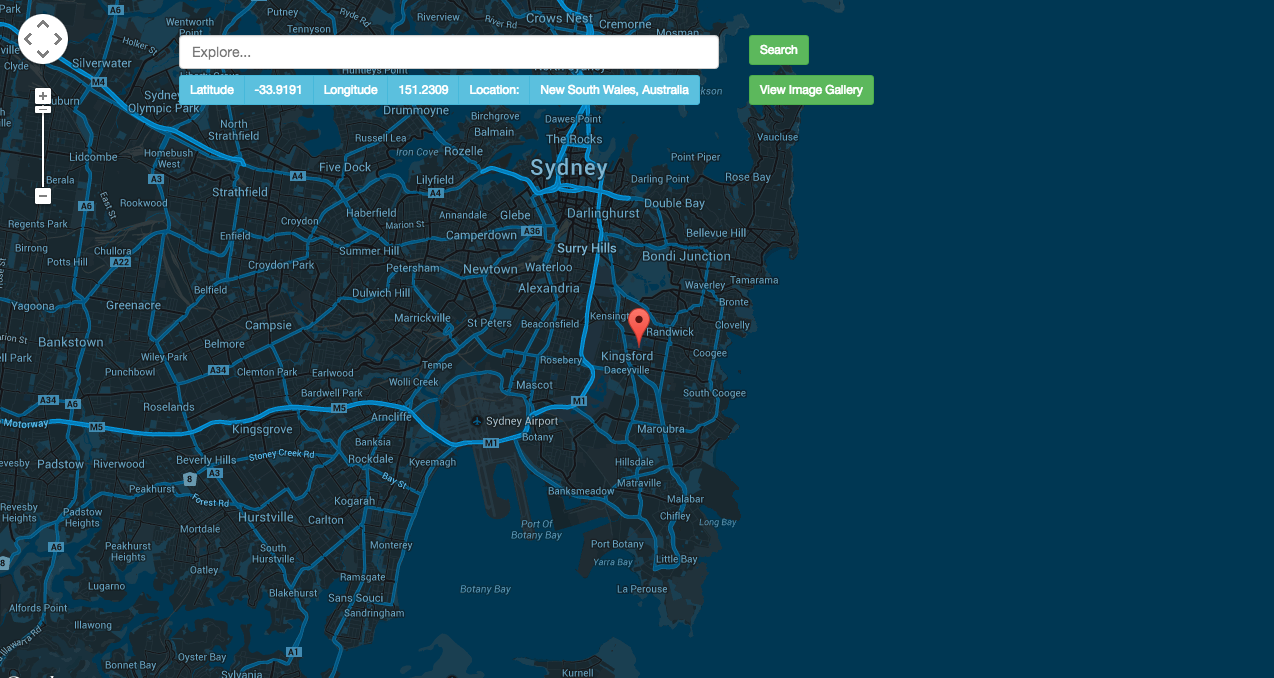 Park
A6
Putney
Ryde Rd
Riverview
River Rd
Crows Nest
Cremorne
Wentworth
Point
Tennyson
Mosman
Holker St
Explore...
Search
Clyde
Silverwater
M4
Latitude
-33.9191
Longitude
151.2309
Location:
New South Wales, Australia
View Image Gallery
Sydney
Olympic Park
Drummoyne
Birchgrove
Balmain
Dawes Point
North
Strathfield
Russell Lea
The Rocks
Vaucluse
Lidcombe
Homebush
West
Iron Cove
Rozelle
Five Dock
Sydney
Point Piper
Berala
A3
A4
Lilyfield
Darling Point
Rose Bay
Strathfield
A4
A6
East St
Rookwood
Double Bay
Regents Park
Haberfield
Annandale
Glebe
Darlinghurst
Croydon
Marion St
Enfield
Camperdown
A36
Bellevue Hill
Birrong
Chullora
Summer Hill
Surry Hills
Potts Hill
A22
Croydon Park
Petersham
Newtown
Waterloo
Bondi Junction
Belfield
Dulwich Hill
Alexandria
Waverley
Tamarama
Yagoona
Greenacre
Bronte
Marrickville
St Peters
Beaconsfield
Campsie
Randwick
Clovelly
Bankstown
Belmore
Wiley Park
Kingsford
Coogee
Punchbowl
A34
Clemton Park
Earlwood
Tempe
Rosebery
Daceyville
Wolli Creek
Mascot
Bardwell Park
South Coogee
A34
A6
Roselands
M5
M1
Motorway
M5
Arncliffe
Sydney Airport
Kingsgrove
Maroubra
Botany
Banksia
M1
Padstow
Riverwood
Beverly Hills
Stoney Creek Rd
Rockdale
Kyeemagh
Hillsdale
A3
8
Bay St
Matraville
Peakhurst
Banksmeadow
Forest Rd
Kogarah
Malabar
Revesby
Heights
Padstow
Heights
Hurstville
Carlton
Chifley
Long Bay
Mortdale
Port Of
Botany Bay
A6
Peakhurst
Heights
South
Hurstville
Monterey
Port Botany
8
Yarra Bay
Little Bay
Oatley
Ramsgate
Lugarno
Blakehurst
Sans Souci
Botany Bay
La Perouse
Alfords Point
Sandringham
Illawong
Illawarra Rd
A1
Oyster Bay
Bonnet Bay
Sylvania
Kurnell